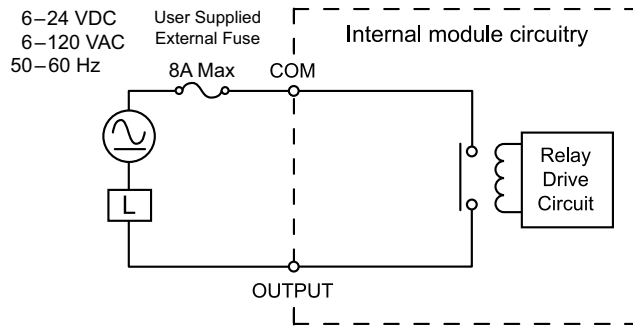 6–24 VDC
6–120 VAC
50–60 Hz
User Supplied
External Fuse
8A Max
COM
Internal module circuitry
L
Relay
Drive
Circuit
OUTPUT